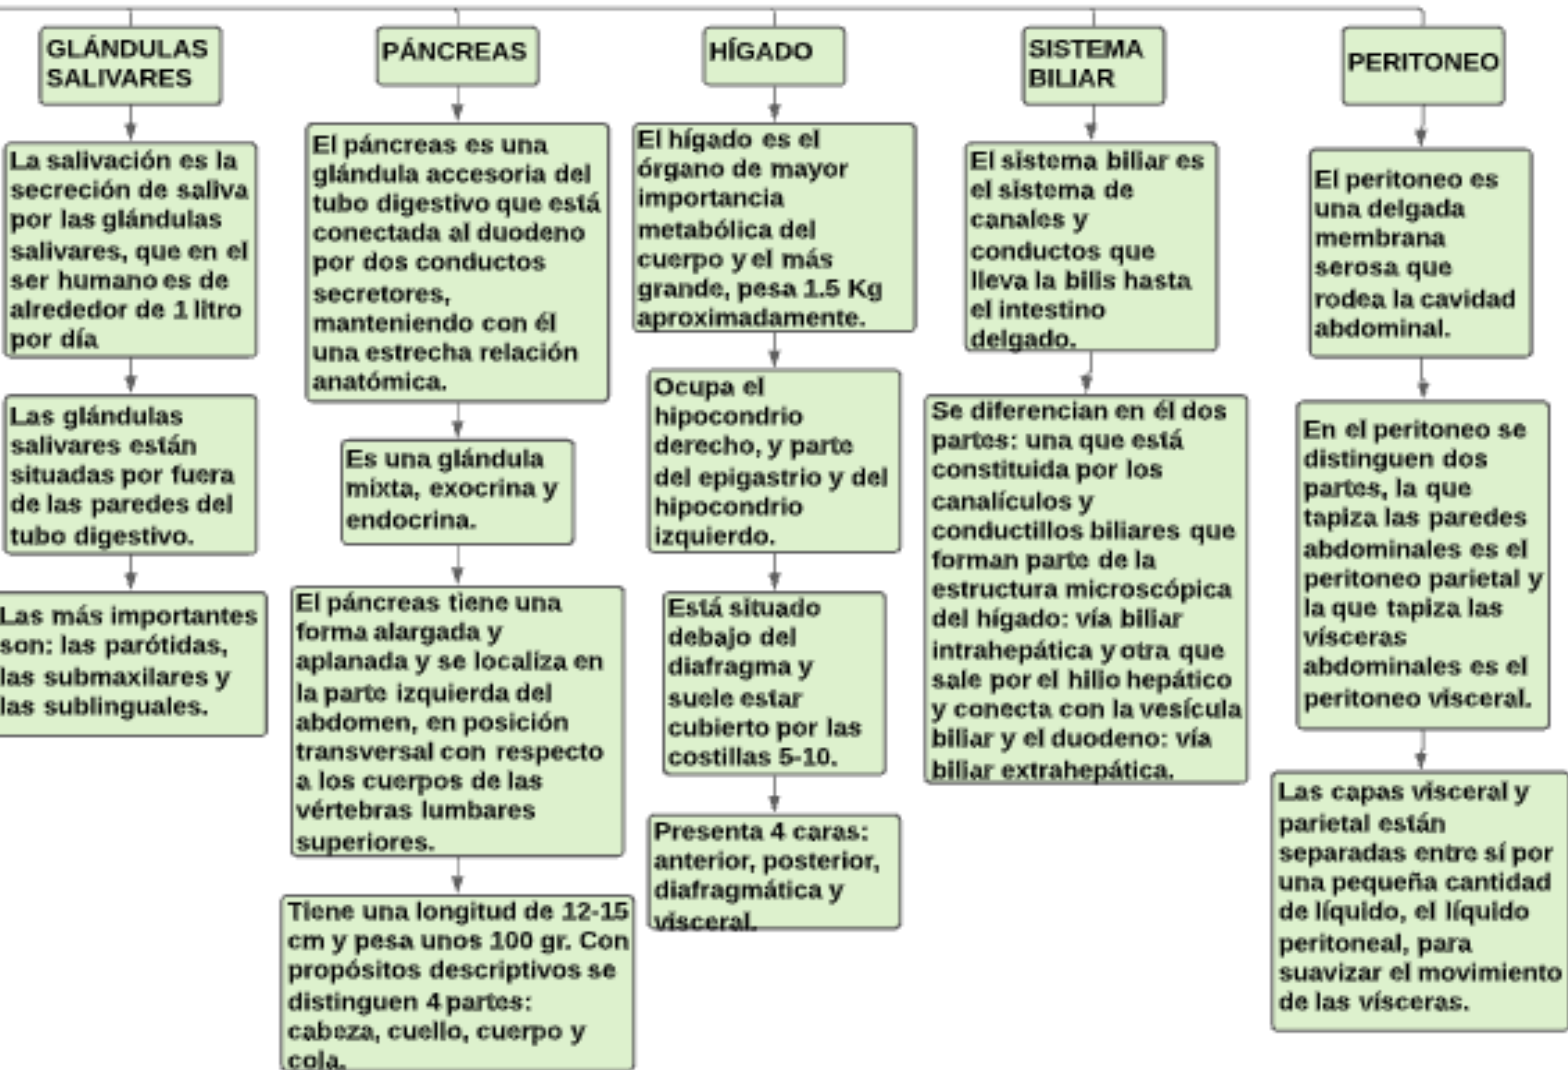 GLÁNDULAS
SALIVARES
La salivación es la
secreción de saliva
por las glándulas
salivares, que en el
ser humano es de
alrededor de 1 litro
por día
Las glándulas
salivares están
situadas por fuera
de las paredes del
tubo digestivo.
Las más importantes
son: las parótidas,
las submaxilares y
las sublinguales.
PÁNCREAS
El páncreas es una
glándula accesoria del
tubo digestivo que está
conectada al duodeno
por dos conductos
secretores,
manteniendo con él
una estrecha relación
anatómica.
Es una glándula
mixta, exocrina y
endocrina.
El páncreas tiene una
forma alargada y
aplanada y se localiza en
la parte izquierda del
abdomen, en posición
transversal con respecto
a los cuerpos de las
vértebras lumbares
superiores.
Tiene una longitud de 12-15
cm y pesa unos 100 gr. Con
propósitos descriptivos se
distinguen 4 partes:
cabeza, cuello, cuerpo y
cola.
HÍGADO
El hígado es el
órgano de mayor
importancia
metabólica del
cuerpo y el más
grande, pesa 1.5 Kg
aproximadamente.
Ocupa el
hipocondrio
derecho, y parte
del epigastrio y del
hipocondrio
izquierdo.
Está situado
debajo del
diafragma y
suele estar
cubierto por las
costillas 5-10.
Presenta 4 caras:
anterior, posterior,
diafragmática y
visceral.
SISTEMA
BILIAR
El sistema biliar es
el sistema de
canales y
conductos que
lleva la bilis hasta
el intestino
delgado.
Se diferencian en él dos
partes: una que está
constituida por los
canalículos y
conductillos biliares que
forman parte de la
estructura microscópica
del hígado: vía biliar
intrahepática y otra que
sale por el hilio hepático
y conecta con la vesícula
biliar y el duodeno: vía
biliar extrahepática.
PERITONEO
El peritoneo es
una delgada
membrana
serosa que
rodea la cavidad
abdominal.
En el peritoneo se
distinguen dos
partes, la que
tapiza las paredes
abdominales es el
peritoneo parietal y
la que tapiza las
vísceras
abdominales es el
peritoneo visceral.
Las capas visceral y
parietal están
separadas entre sí por
una pequeña cantidad
de líquido, el líquido
peritoneal, para
suavizar el movimiento
de las vísceras.